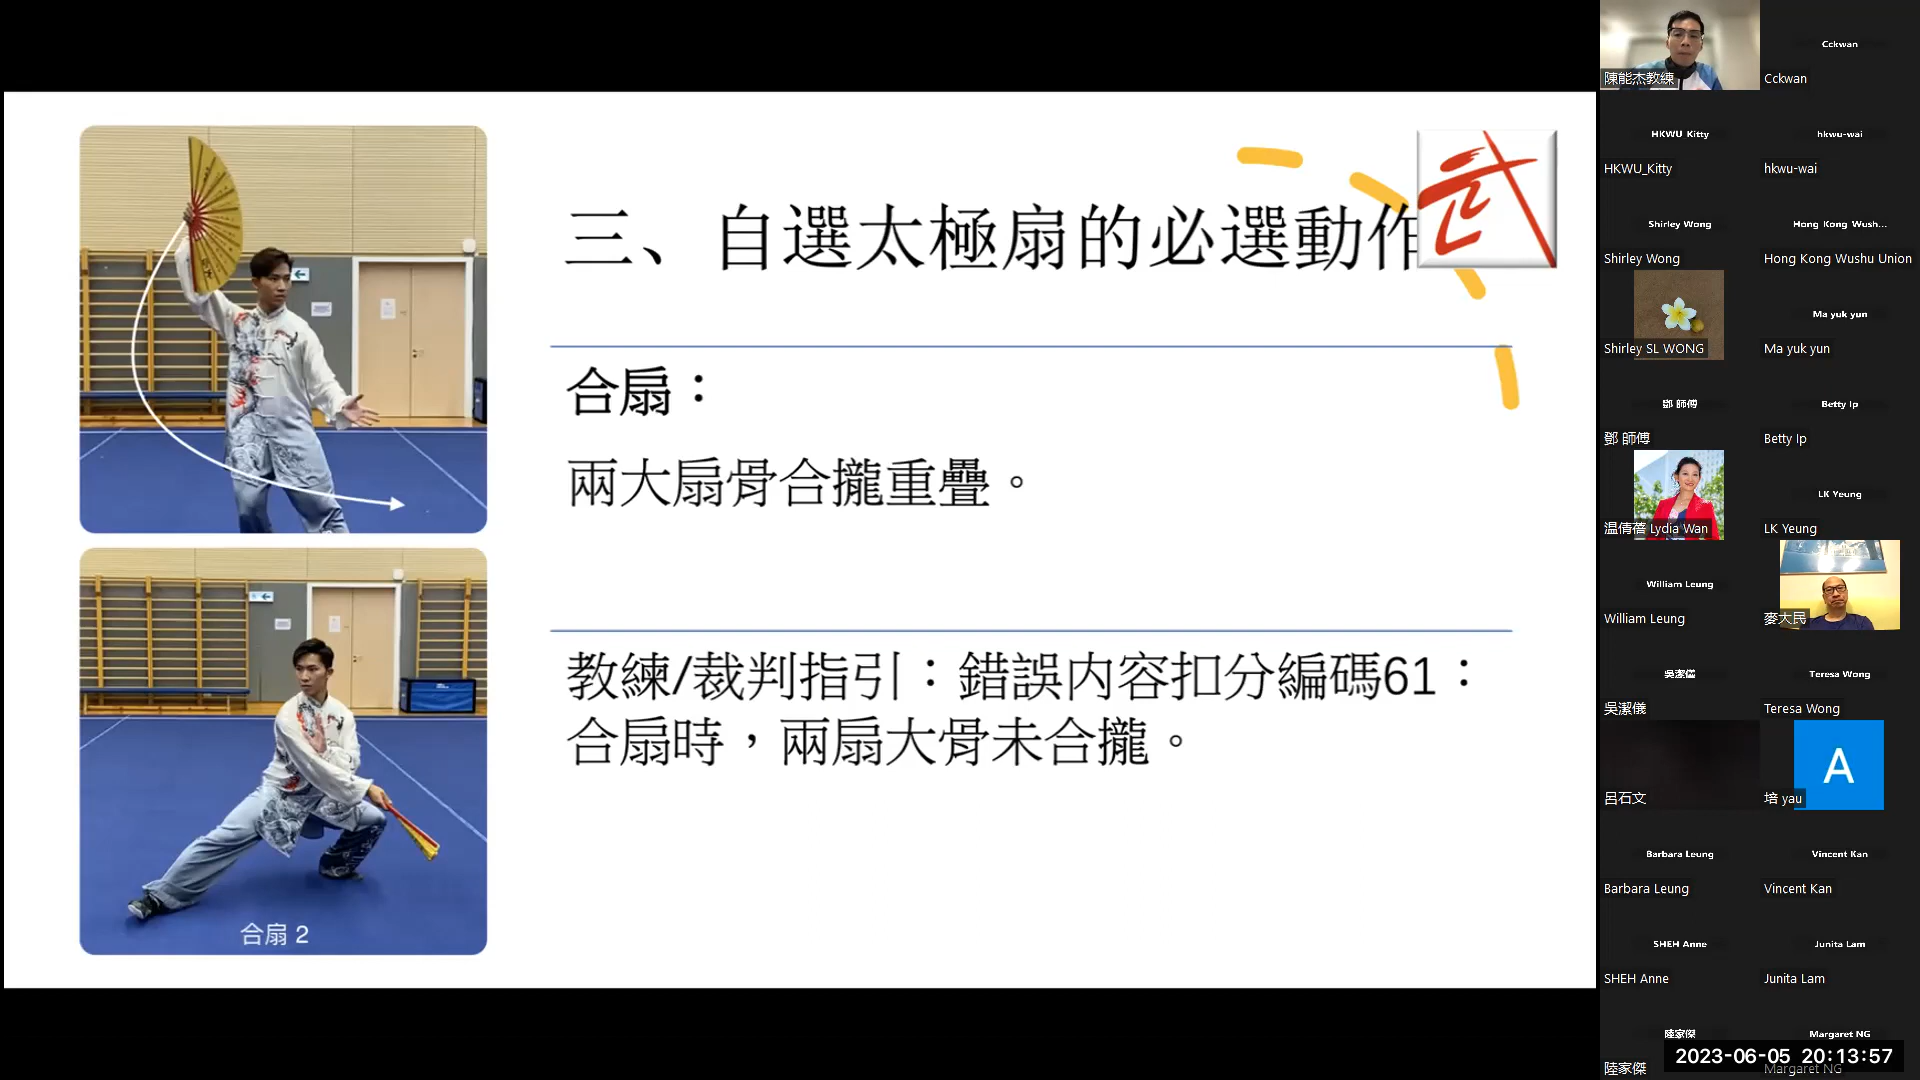 三、自選太極扇的必選動作
武
合扇：
兩大扇骨合攏重疊。
教練/裁判指引：錯誤內容扣分編碼61：
合扇時，兩扇大骨未合攏。
合扇 2
陳能杰教練
Cckwan
Cckwan
HKWU_Kitty
HKWU_Kitty
hkwu-wai
hkwu-wai
Shirley Wong
Shirley Wong
Hong Kong Wush...
Hong Kong Wushu Union
Shirley SL WONG
Ma yuk yun
Ma yuk yun
鄧 師傅
鄧 師傅
Betty Ip
Betty Ip
温倩蓓 Lydia Wan
LK Yeung
LK Yeung
William Leung
William Leung
麥大民
吳潔儀
吳潔儀
Teresa Wong
Teresa Wong
呂石文
A
培 yau
Barbara Leung
Barbara Leung
Vincent Kan
Vincent Kan
SHEH Anne
SHEH Anne
Junita Lam
Junita Lam
陸家傑
陸家傑
Margaret NG
Margaret NG
2023-06-05 20:13:57